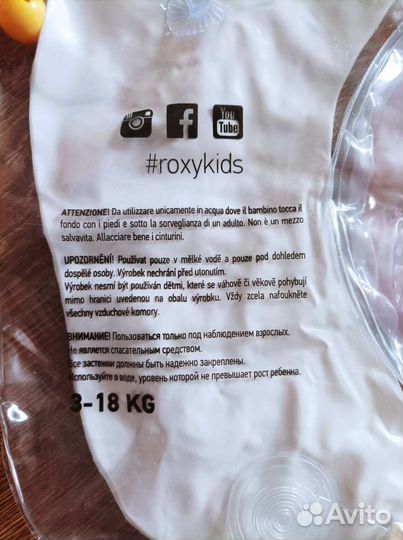 You
Tube
#roxykids
ATTENZIONE! Da utilizzare unicamente in acqua dove il bambino tocca il
fondo con i piedi e sotto la sorveglianza di un adulto. Non è un mezzo
salvavita. Allacciare bene i cinturini.
UPOZORNĚNÍ! Používat pouze v mělké vodě a pouze pod dohledem
dospělé osoby. Výrobek nechrání před utonutím.
Výrobek nesmí být používán dětmi, které se váhově či věkově pohybují
mimo hranici uvedenou na obalu výrobku. Vždy zcela nafoukněte
všechny vzduchové komory.
ВНИМАНИЕ! Пользоваться только под наблюдением взрослых.
Не является спасательным средством.
Все застежки должны быть надежно закреплены.
Используйте в воде, уровень которой не превышает рост ребенка.
3-18 KG
Avito